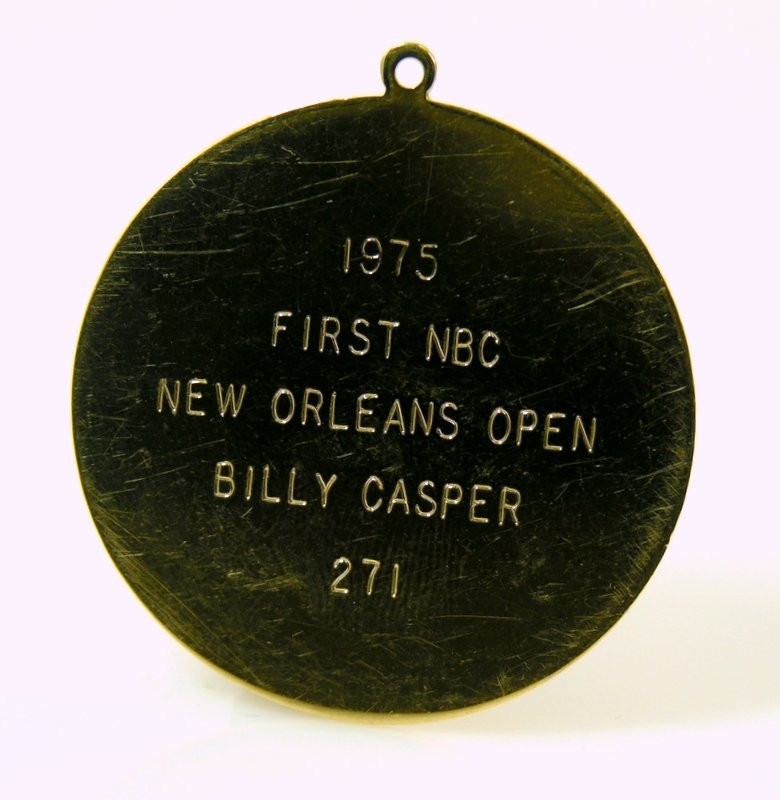 1975
FIRST NBC
NEW ORLEANS OPEN
BILLY CASPER
271